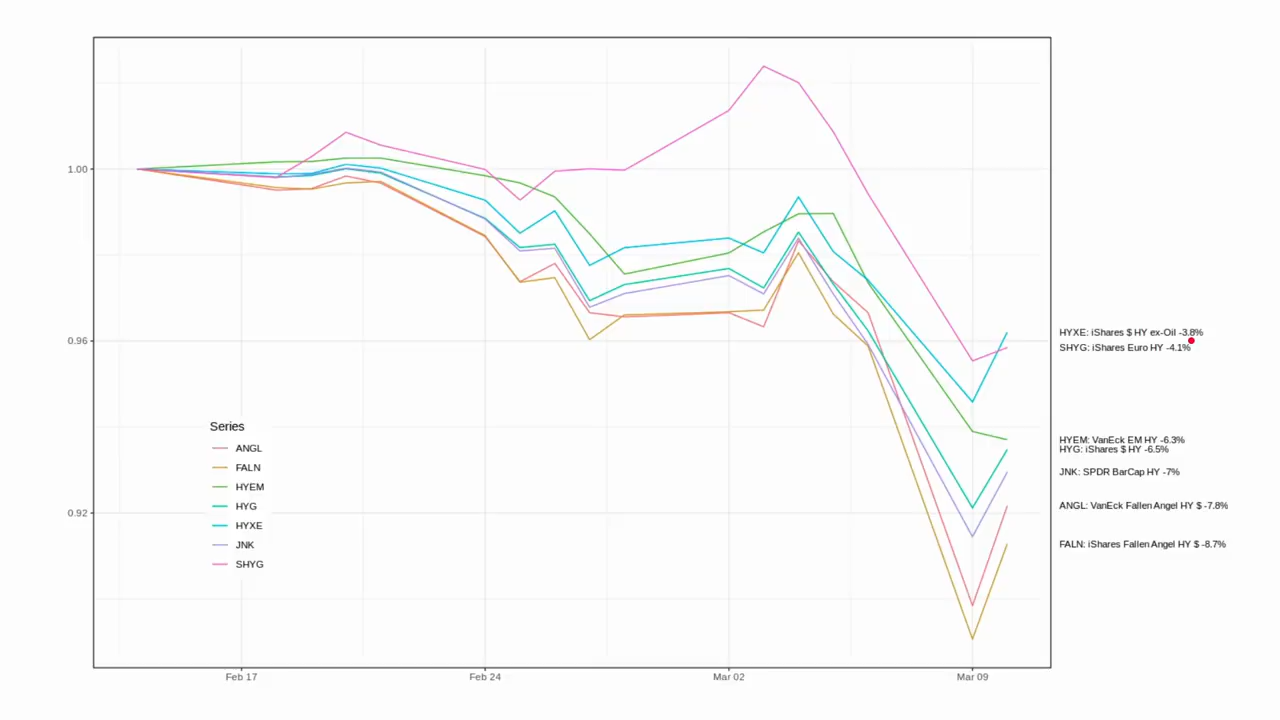 1.00
0.96
0.92
Series
ANGL
FALN
HYEM
HYG
HYXE
JNK
SHYG
Feb 17
Feb 24
Mar 02
Mar 09
HYXE: iShares $ HY ex-Oil -3.8%
SHYG: iShares Euro HY -4.1%
HYEM: VanEck EM HY -6.3%
HYG: iShares $ HY -6.5%
JNK: SPDR BarCap HY -7%
ANGL: VanEck Fallen Angel HY $ -7.8%
FALN: iShares Fallen Angel HY $ -8.7%